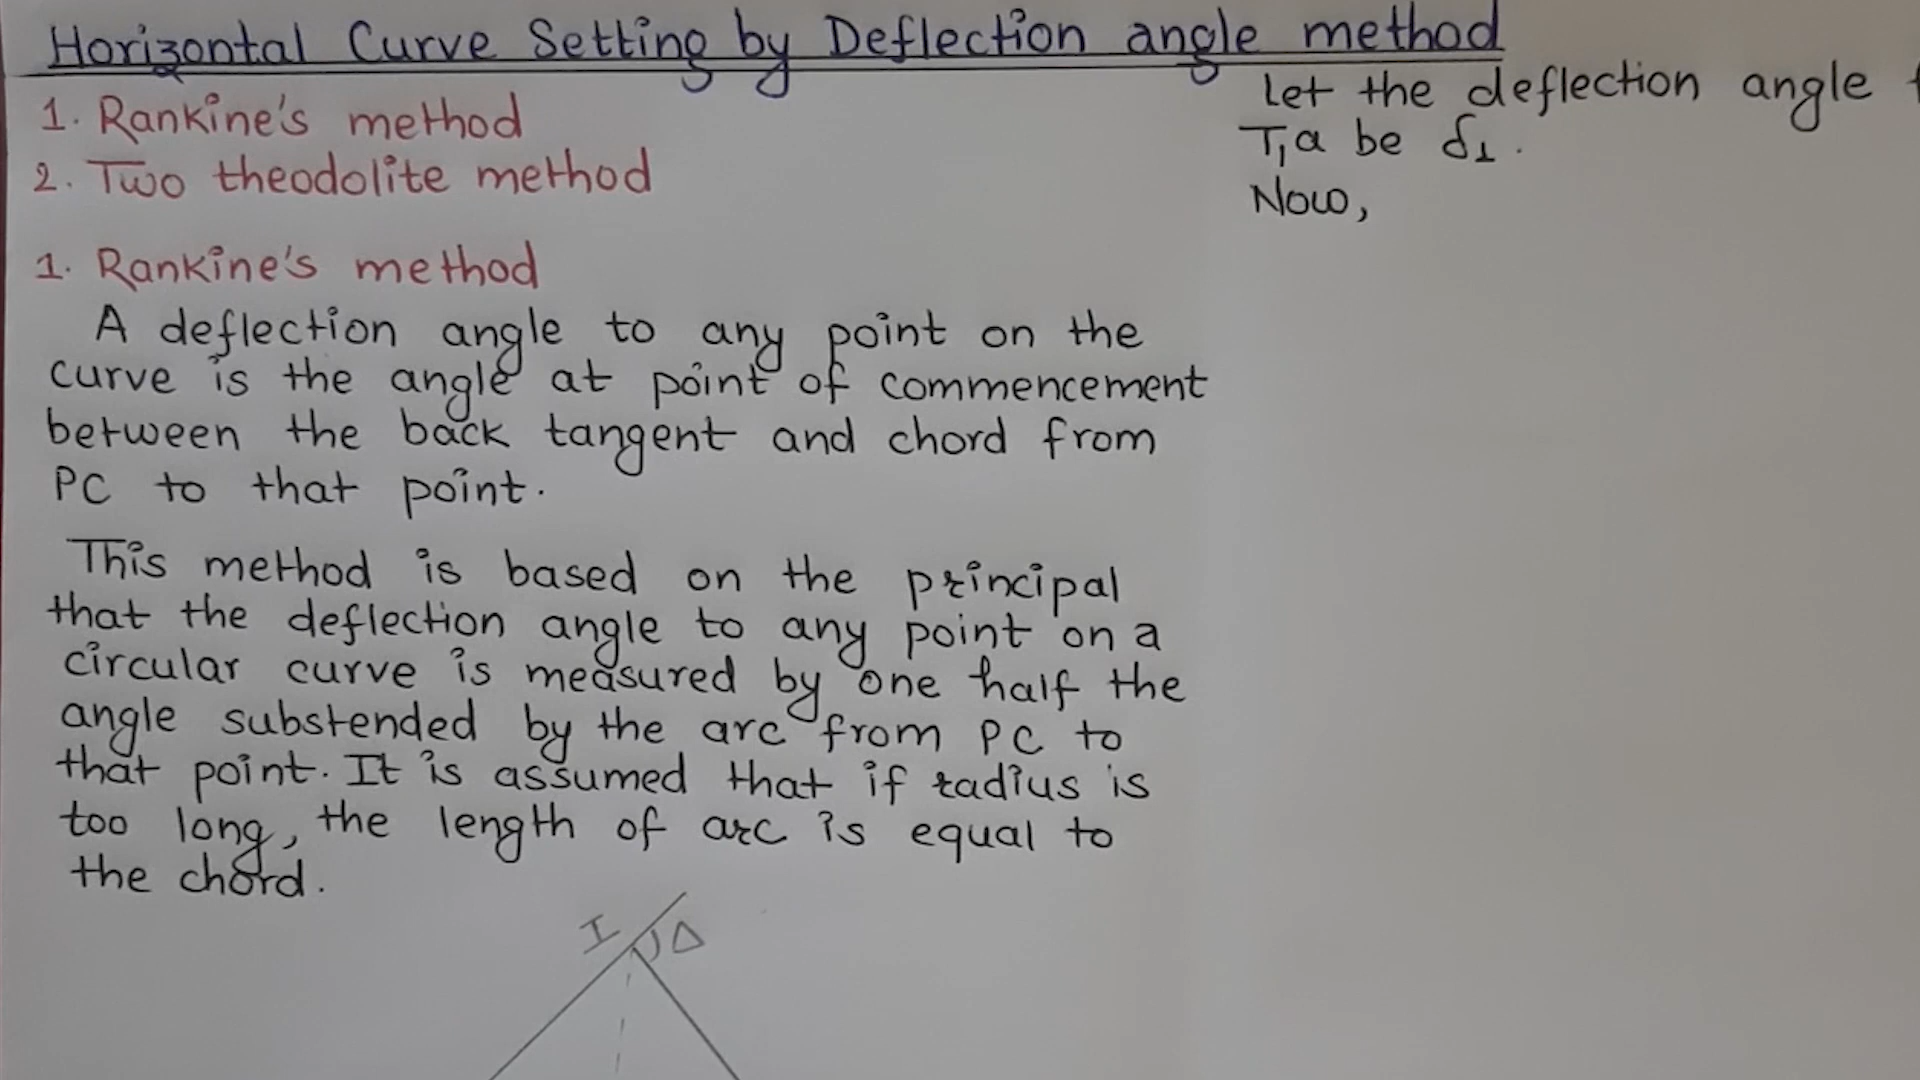 Horizontal Curve Setting by Deflection angle method
1. Rankine's method
2. Two theodolite method
1. Rankine's method
A deflection angle to any point on the
curve is the angle at point of commencement
between the back tangent and chord from
PC to that point.
This method is based on the principal
that the deflection angle to any point on a
circular curve is measured by one half the
angle substended by the arc from PC to
that point. It is assumed that if radius is
too long, the length of arc is equal to
the chord.
I Δ
Let the deflection angle
T₁a be δ₁.
Now,